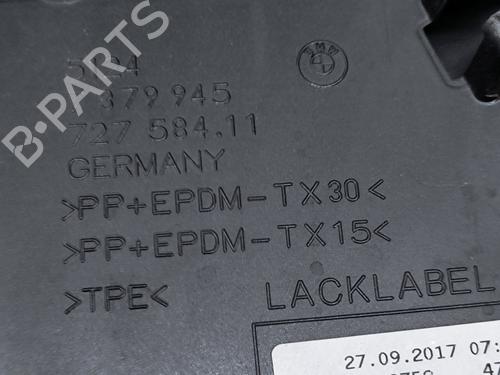 BMW
379 945
727 584.11
GERMANY
>PP+EPDM-TX30<
>PP+EPDM-TX15<
>TPE<
LACKLABEL
27.09.2017 07:
B-PARTS